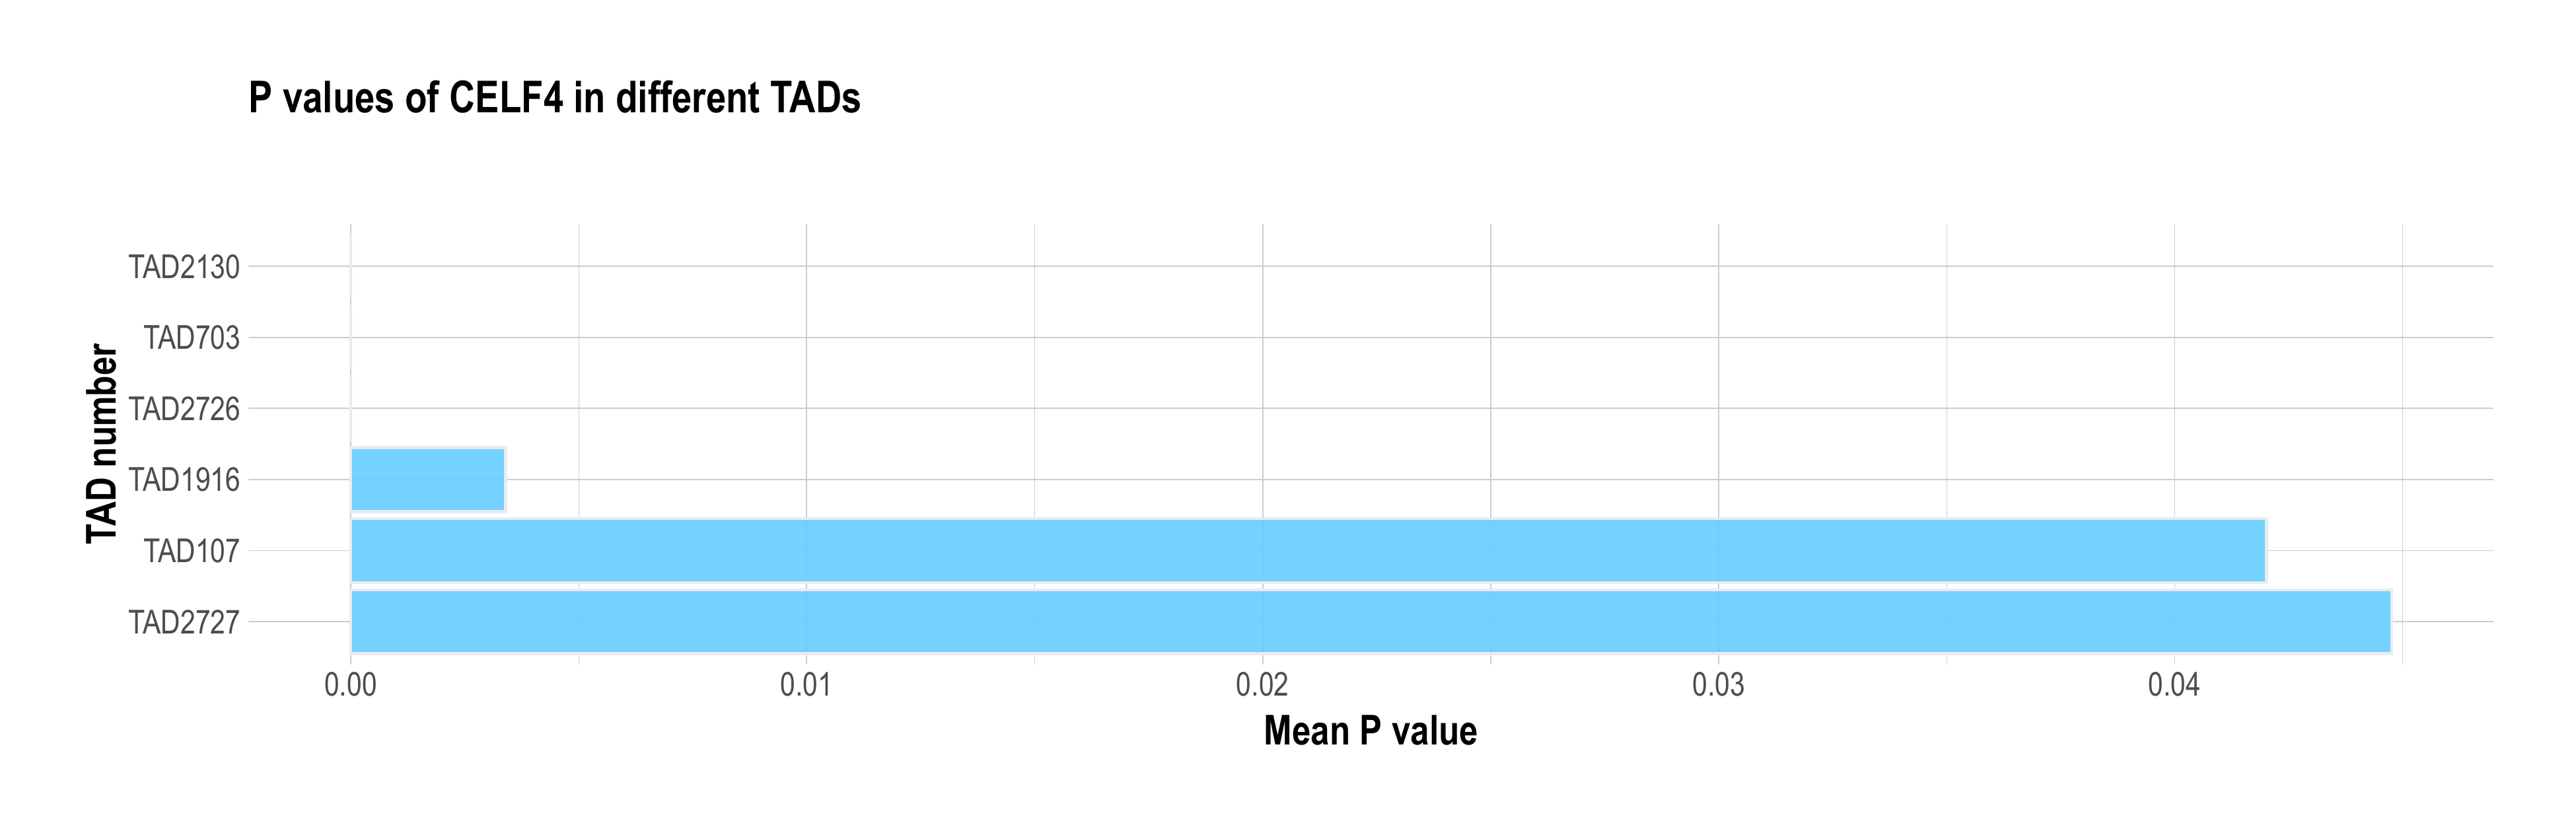 P values of CELF4 in different TADs
TAD number
TAD2130
TAD703
TAD2726
TAD1916
TAD107
TAD2727
0.00 0.01 0.02 0.03 0.04
Mean P value